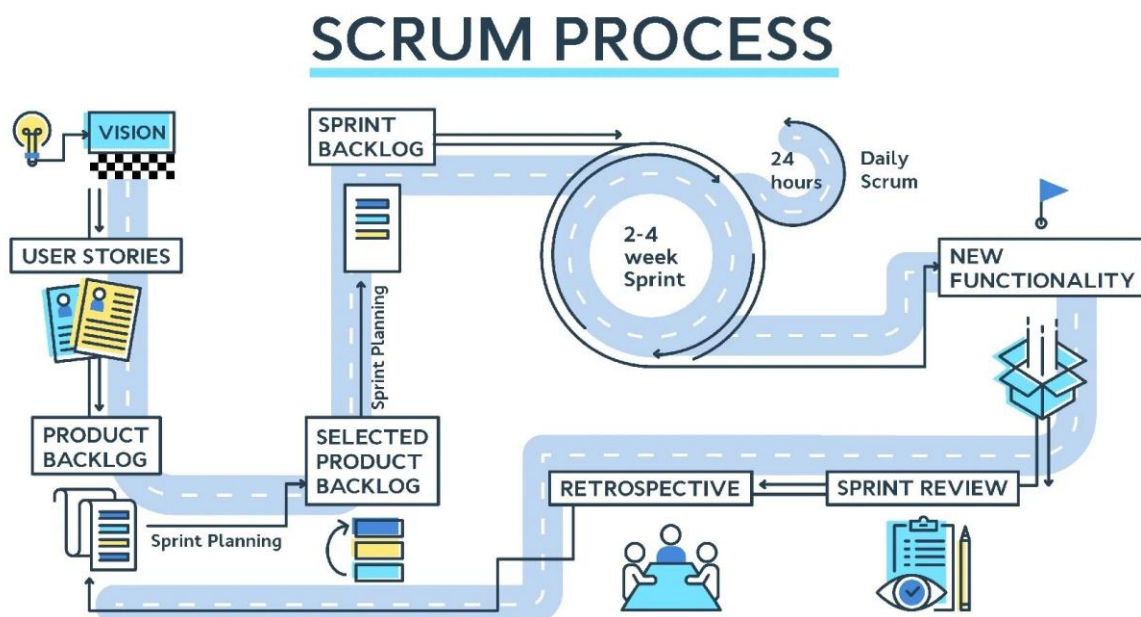 SCRUM PROCESS
VISION
USER STORIES
PRODUCT
BACKLOG
Sprint Planning
SELECTED
PRODUCT
BACKLOG
Sprint Planning
SPRINT
BACKLOG
2-4
week
Sprint
24
hours
Daily
Scrum
NEW
FUNCTIONALITY
SPRINT REVIEW
RETROSPECTIVE